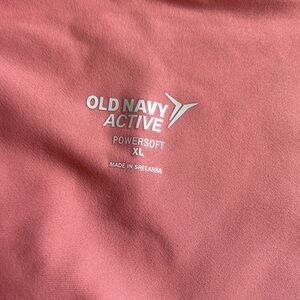 OLD NAVY
ACTIVE
POWERSOFT
XL
MADE IN SRI LANKA